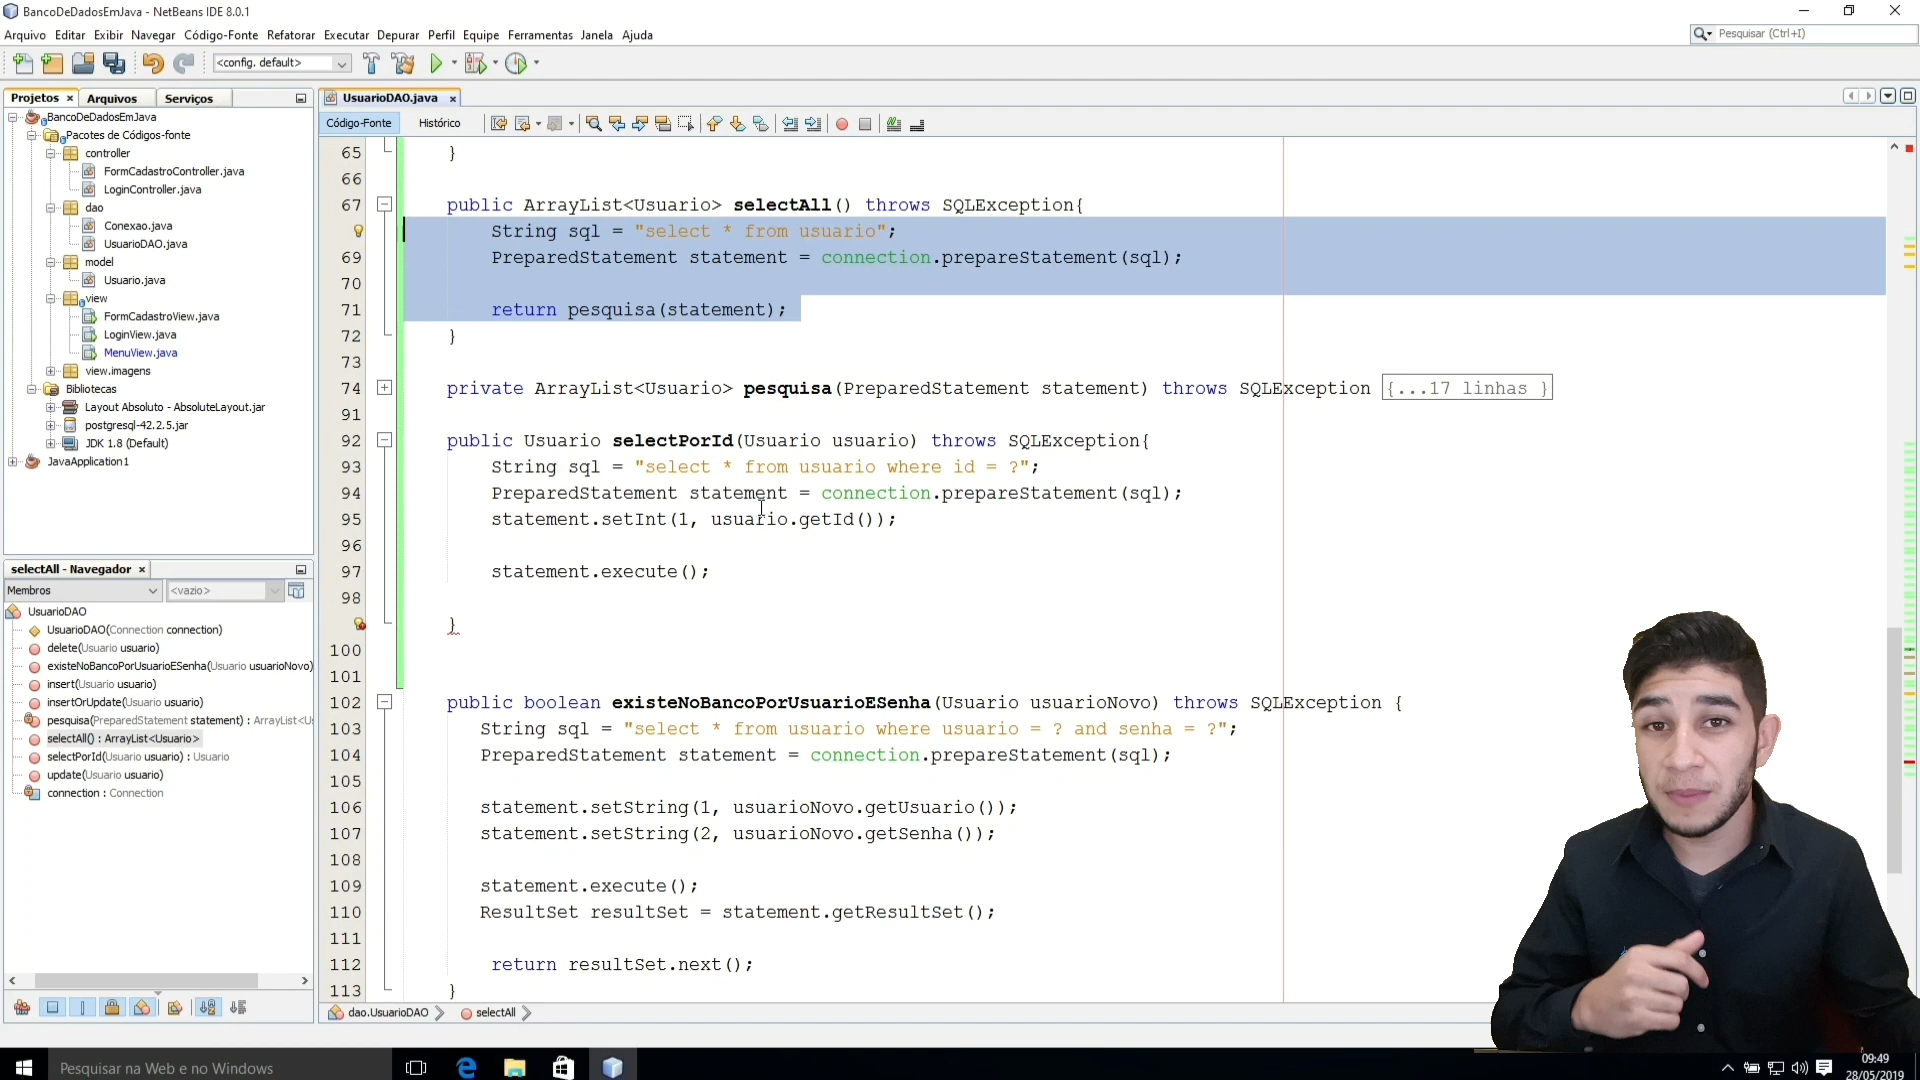 BancoDeDadosEmJava - NetBeans IDE 8.0.1
Arquivo Editar Exibir Navegar Código-Fonte Refatorar Executar Depurar Perfil Equipe Ferramentas Janela Ajuda
Pesquisar (Ctrl+I)
<config. default>
Projetos Arquivos Serviços
BancoDeDadosEmJava
Pacotes de Códigos-fonte
controller
FormCadastroController.java
LoginController.java
dao
Conexao.java
UsuarioDAO.java
model
Usuario.java
view
FormCadastroView.java
LoginView.java
MenuView.java
view.imagens
Bibliotecas
Layout Absoluto - AbsoluteLayout.jar
postgresql-42.2.5.jar
JDK 1.8 (Default)
JavaApplication1
selectAll - Navegador
Membros <vazio>
UsuarioDAO
UsuarioDAO(Connection connection)
delete(Usuario usuario)
existeNoBancoPorUsuarioESenha(Usuario usuarioNovo)
insert(Usuario usuario)
insertOrUpdate(Usuario usuario)
pesquisa(PreparedStatement statement) : ArrayList<U
selectAll() : ArrayList<Usuario>
selectPorId(Usuario usuario) : Usuario
update(Usuario usuario)
connection : Connection
UsuarioDAO.java
Código-Fonte Histórico
65 }
66
67 public ArrayList<Usuario> selectAll() throws SQLException{
String sql = "select * from usuario";
69 PreparedStatement statement = connection.prepareStatement(sql);
70
71 return pesquisa(statement);
72 }
73
74 private ArrayList<Usuario> pesquisa(PreparedStatement statement) throws SQLException {...17 linhas }
91
92 public Usuario selectPorId(Usuario usuario) throws SQLException{
93 String sql = "select * from usuario where id = ?";
94 PreparedStatement statement = connection.prepareStatement(sql);
95 statement.setInt(1, usuario.getId());
96
97 statement.execute();
98
}
100
101
102 public boolean existeNoBancoPorUsuarioESenha(Usuario usuarioNovo) throws SQLException {
103 String sql = "select * from usuario where usuario = ? and senha = ?";
104 PreparedStatement statement = connection.prepareStatement(sql);
105
106 statement.setString(1, usuarioNovo.getUsuario());
107 statement.setString(2, usuarioNovo.getSenha());
108
109 statement.execute();
110 ResultSet resultSet = statement.getResultSet();
111
112 return resultSet.next();
113 }
dao.UsuarioDAO selectAll
Pesquisar na Web e no Windows
09:49
28/05/2019